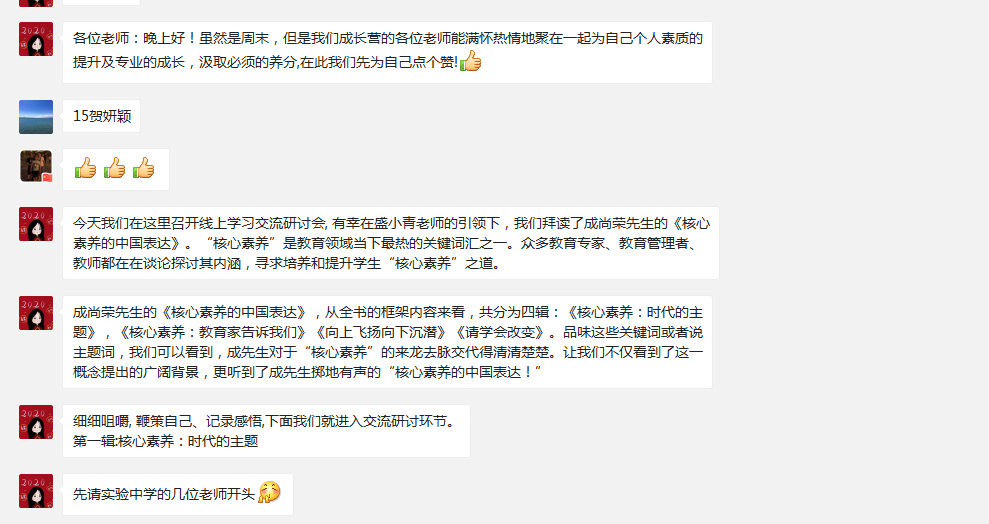 各位老师：晚上好！虽然是周末，但是我们成长营的各位老师能满怀热情地聚在一起为自己个人素质的
提升及专业的成长，汲取必须的养分,在此我们先为自己点个赞!
15贺妍颖
今天我们在这里召开线上学习交流研讨会, 有幸在盛小青老师的引领下，我们拜读了成尚荣先生的《核心
素养的中国表达》。“核心素养”是教育领域当下最热的关键词汇之一。众多教育专家、教育管理者、
教师都在在谈论探讨其内涵，寻求培养和提升学生“核心素养”之道。
成尚荣先生的《核心素养的中国表达》，从全书的框架内容来看，共分为四辑：《核心素养：时代的主
题》，《核心素养：教育家告诉我们》《向上飞扬向下沉潜》《请学会改变》。品味这些关键词或者说
主题词，我们可以看到，成先生对于“核心素养”的来龙去脉交代得清清楚楚。让我们不仅看到了这一
概念提出的广阔背景，更听到了成先生掷地有声的“核心素养的中国表达！”
细细咀嚼, 鞭策自己、记录感悟,下面我们就进入交流研讨环节。
第一辑:核心素养：时代的主题
先请实验中学的几位老师开头